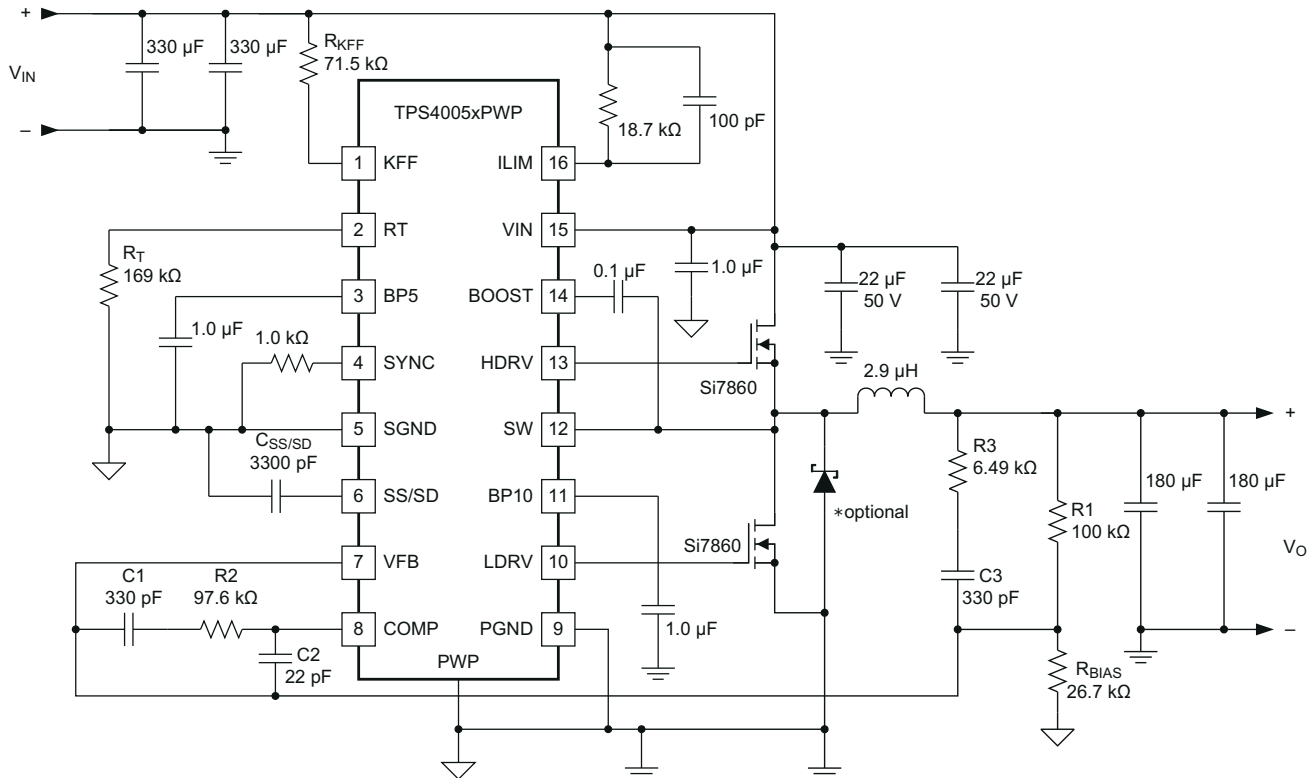 +
330 µF
330 µF
R_KFF
71.5 kΩ
V_IN
−
TPS4005xPWP
18.7 kΩ
100 pF
1
KFF
ILIM
16
2
RT
VIN
15
R_T
169 kΩ
1.0 µF
22 µF
50 V
22 µF
50 V
0.1 µF
3
BP5
BOOST
14
1.0 µF
1.0 kΩ
4
SYNC
HDRV
13
Si7860
2.9 µH
+
5
SGND
SW
12
C_SS/SD
3300 pF
R3
6.49 kΩ
180 µF
180 µF
6
SS/SD
BP10
11
*optional
R1
100 kΩ
Si7860
V_O
7
VFB
LDRV
10
C1
330 pF
R2
97.6 kΩ
C3
330 pF
8
COMP
PGND
9
1.0 µF
−
C2
22 pF
PWP
R_BIAS
26.7 kΩ